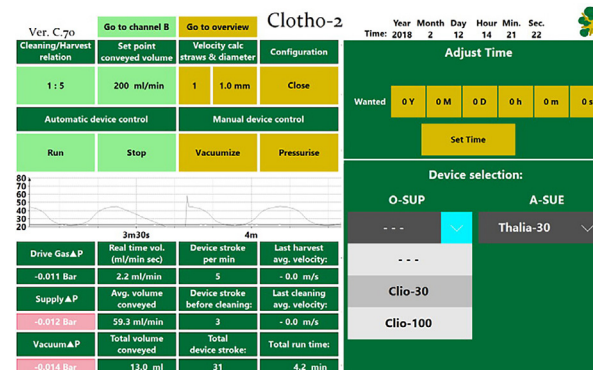 Ver. C.70
Go to channel B
Go to overview
Clotho-2
Cleaning/Harvest relation
Set point conveyed volume
Velocity calc straws & diameter
Configuration
1 : 5
200 ml/min
1
1.0 mm
Close
Automatic device control
Manual device control
Run
Stop
Vacuumize
Pressurise
80
70
60
50
40
30
20
3m30s
4m
Drive Gas▲P
Real time vol. (ml/min sec)
Device stroke per min
Last harvest avg. velocity:
-0.011 Bar
2.2 ml/min
5
- 0.0 m/s
Supply▲P
Avg. volume conveyed
Device stroke before cleaning:
Last cleaning avg. velocity:
-0.012 Bar
59.3 ml/min
3
- 0.0 m/s
Vacuum▲P
Total volume conveyed
Total device stroke:
Total run time:
-0.014 Bar
13.0 ml
31
4.2 min
Year Month Day Hour Min. Sec.
Time: 2018 2 12 14 21 22
Adjust Time
Wanted 0 Y 0 M 0 D 0 h 0 m 0 s
Set Time
Device selection:
O-SUP
A-SUE
- - -
Thalia-30
- - -
Clio-30
Clio-100